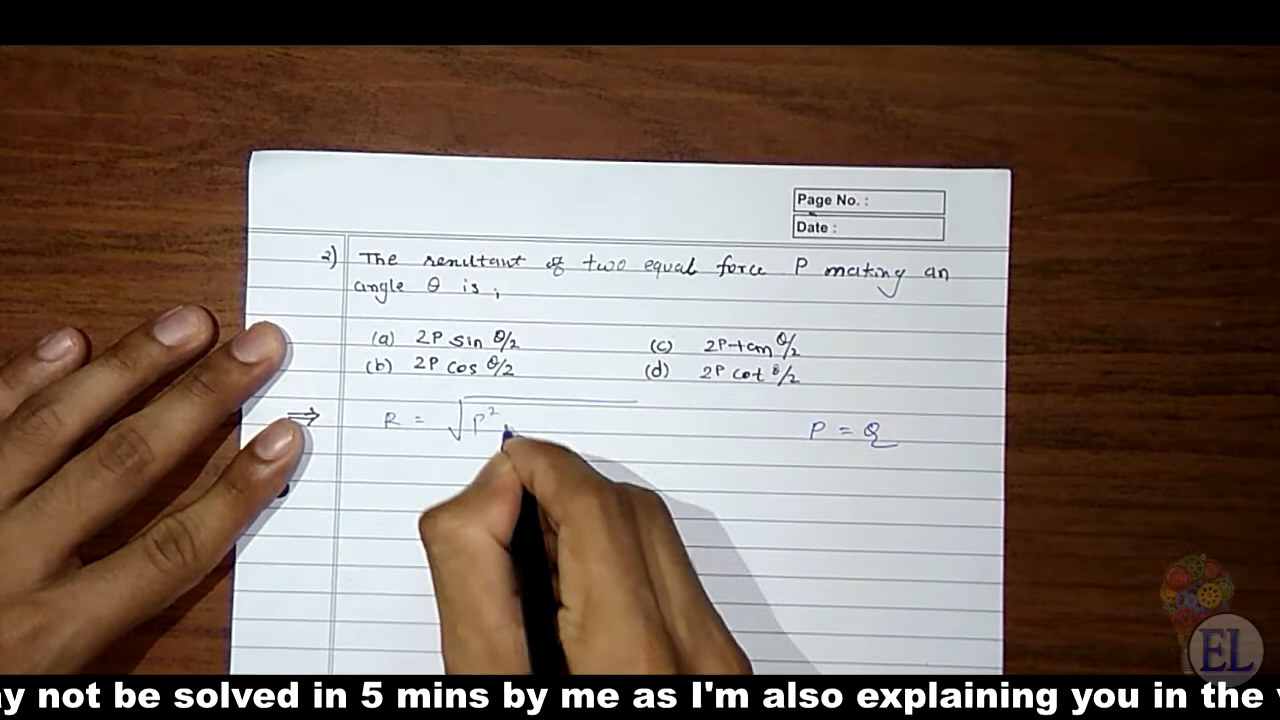 Page No. :
Date :
2) The resultant of two equal force P making an
angle θ is,
(a) 2P sin θ/2
(c) 2P tan θ/2
(b) 2P cos θ/2
(d) 2P cot θ/2
⇒ R = √P²
P = Q
EL
ny not be solved in 5 mins by me as I'm also explaining you in the v